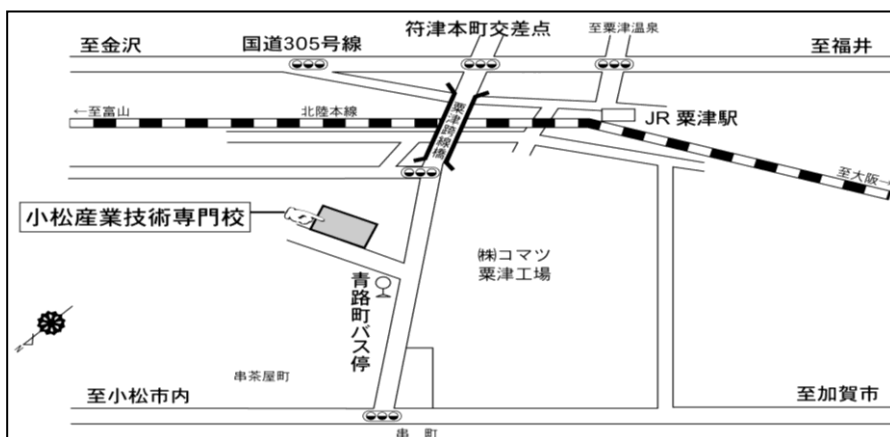 符津本町交差点
至金沢
国道305号線
至粟津温泉
至福井
←至富山
北陸本線
粟津跨線橋
JR 粟津駅
至大阪→
小松産業技術専門校
㈱コマツ
粟津工場
青路町バス停
N
串茶屋町
至小松市内
至加賀市
串 町